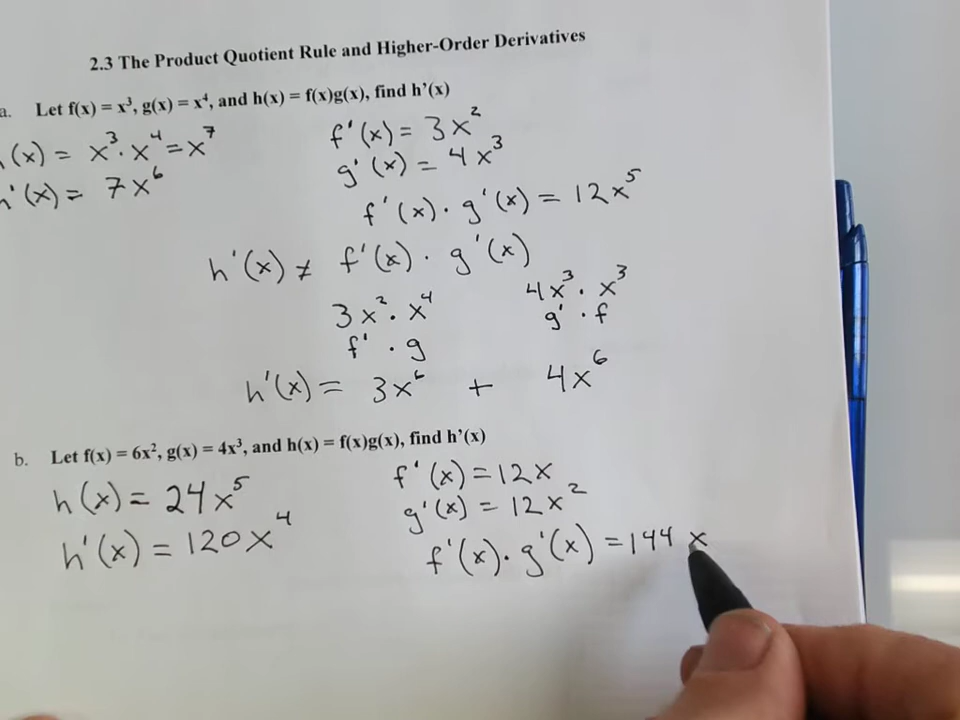 2.3 The Product Quotient Rule and Higher-Order Derivatives
a. Let f(x) = x³, g(x) = x⁴, and h(x) = f(x)g(x), find h’(x)
h(x) = x³·x⁴=x⁷
h'(x) = 7x⁶
f'(x) = 3x²
g'(x) = 4x³
f'(x)·g'(x) = 12x⁵
h'(x) ≠ f'(x)·g'(x)
3x²·x⁴
f'·g
4x³·x³
g'·f
h'(x) = 3x⁶ + 4x⁶
b. Let f(x) = 6x², g(x) = 4x³, and h(x) = f(x)g(x), find h’(x)
h(x) = 24x⁵
h'(x) = 120x⁴
f'(x) = 12x
g'(x) = 12x²
f'(x)·g'(x) = 144x